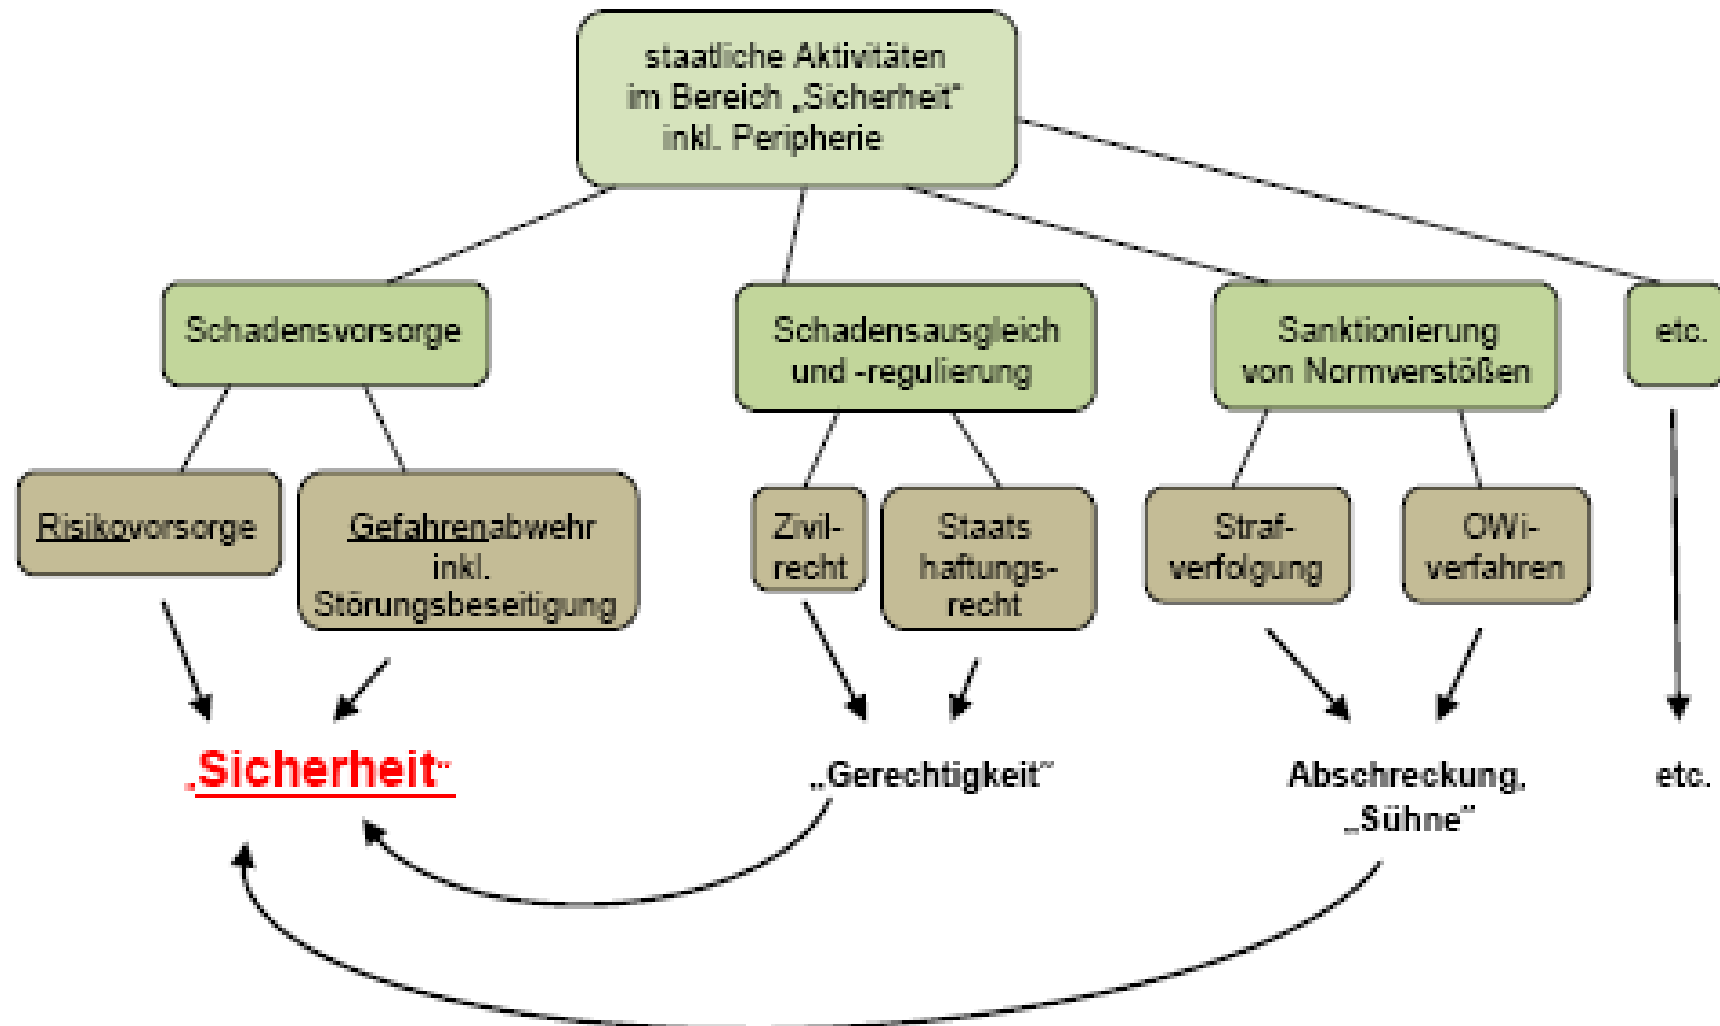 staatliche Aktivitäten
im Bereich „Sicherheit“
inkl. Peripherie
Schadensvorsorge
Schadensausgleich
und -regulierung
Sanktionierung
von Normverstößen
etc.
Risikovorsorge
Gefahrenabwehr
inkl.
Störungsbeseitigung
Zivil-
recht
Staats
haftungs-
recht
Straf-
verfolgung
OWi-
verfahren
„Sicherheit“
„Gerechtigkeit“
Abschreckung,
„Sühne“
etc.